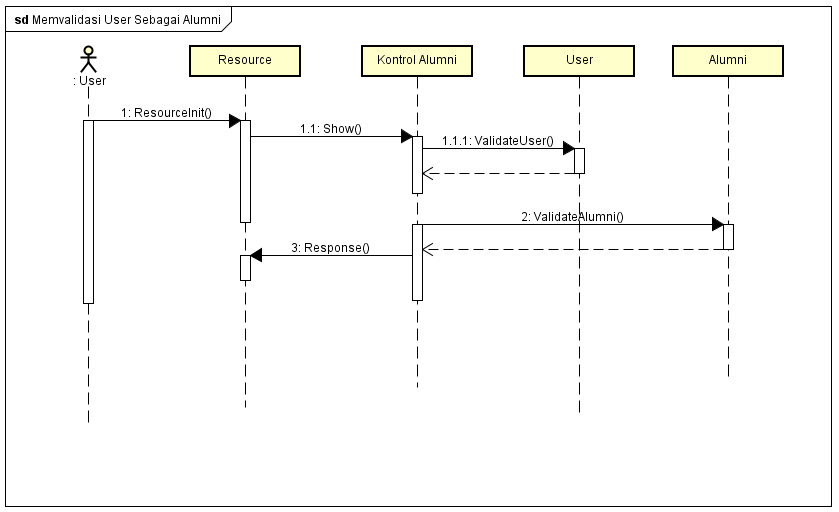 sd Memvalidasi User Sebagai Alumni
: User
Resource
Kontrol Alumni
User
Alumni
1: ResourceInit()
1.1: Show()
1.1.1: ValidateUser()
2: ValidateAlumni()
3: Response()